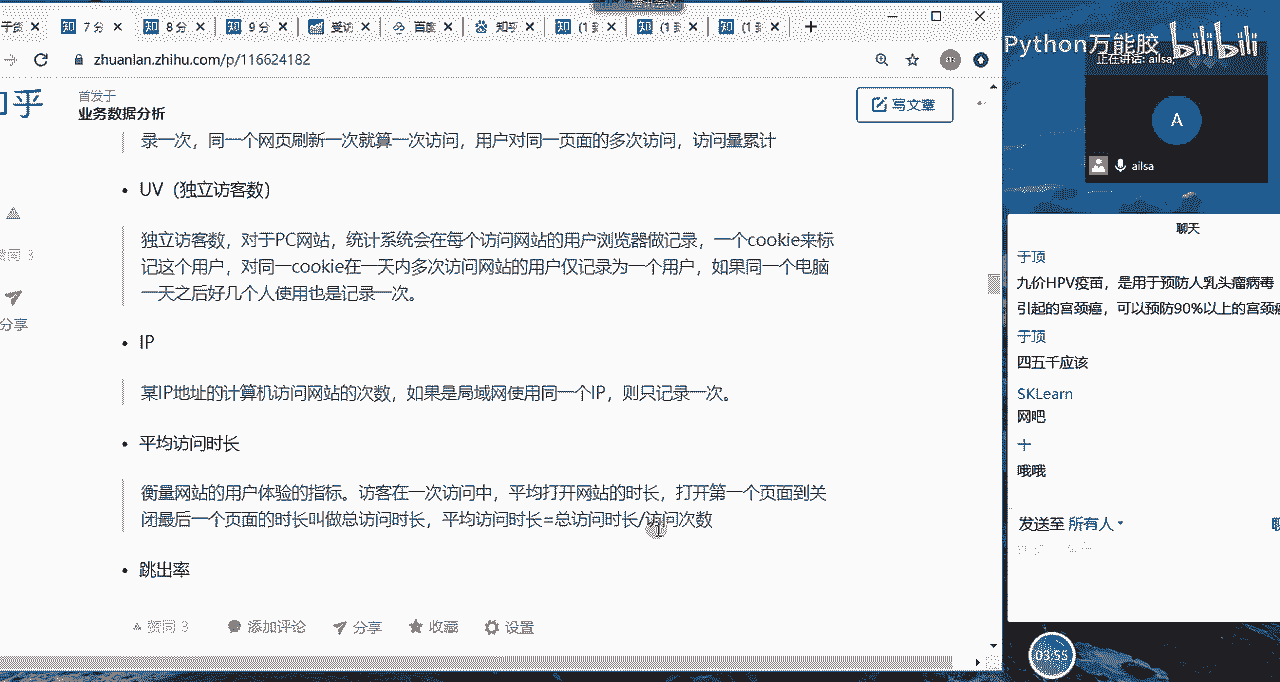 7 分
8 分
9 分
受访
百度
知乎
(1 封
(1 封
(1 封
zhuanlan.zhihu.com/p/116624182
Python万能胶 bilibili
正在讲话: ailsa;
A
ailsa
乎
首发于
业务数据分析
写文章
录一次，同一个网页刷新一次就算一次访问，用户对同一页面的多次访问，访问量累计
• UV（独立访客数）
独立访客数，对于PC网站，统计系统会在每个访问网站的用户浏览器做记录，一个cookie来标
记这个用户，对同一cookie在一天内多次访问网站的用户仅记录为一个用户，如果同一个电脑
一天之后好几个人使用也是记录一次。
• IP
某IP地址的计算机访问网站的次数，如果是局域网使用同一个IP，则只记录一次。
• 平均访问时长
衡量网站的用户体验的指标。访客在一次访问中，平均打开网站的时长，打开第一个页面到关
闭最后一个页面的时长叫做总访问时长，平均访问时长=总访问时长/访问次数
• 跳出率
赞同 3
分享
赞同 3
添加评论
分享
收藏
设置
聊天
于顶
九价HPV疫苗，是用于预防人乳头瘤病毒
引起的宫颈癌，可以预防90%以上的宫颈癌
于顶
四五千应该
SKLearn
网吧
十
哦哦
发送至 所有人
03:55